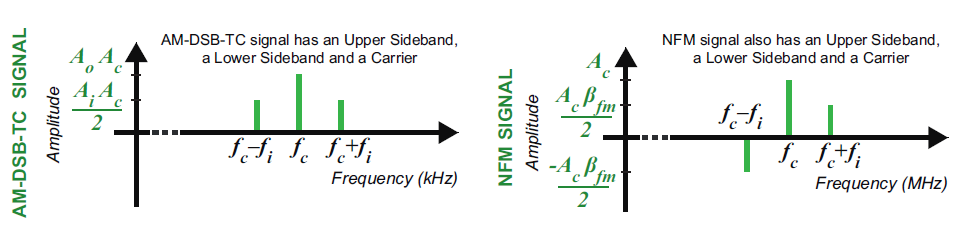 AM-DSB-TC SIGNAL
Amplitude
AM-DSB-TC signal has an Upper Sideband,
a Lower Sideband and a Carrier
A_o A_c
A_i A_c
2
f_c−f_i f_c f_c+f_i
Frequency (kHz)
NFM SIGNAL
Amplitude
NFM signal also has an Upper Sideband,
a Lower Sideband and a Carrier
A_c
A_c β_fm
2
f_c−f_i
f_c f_c+f_i
-A_c β_fm
2
Frequency (MHz)